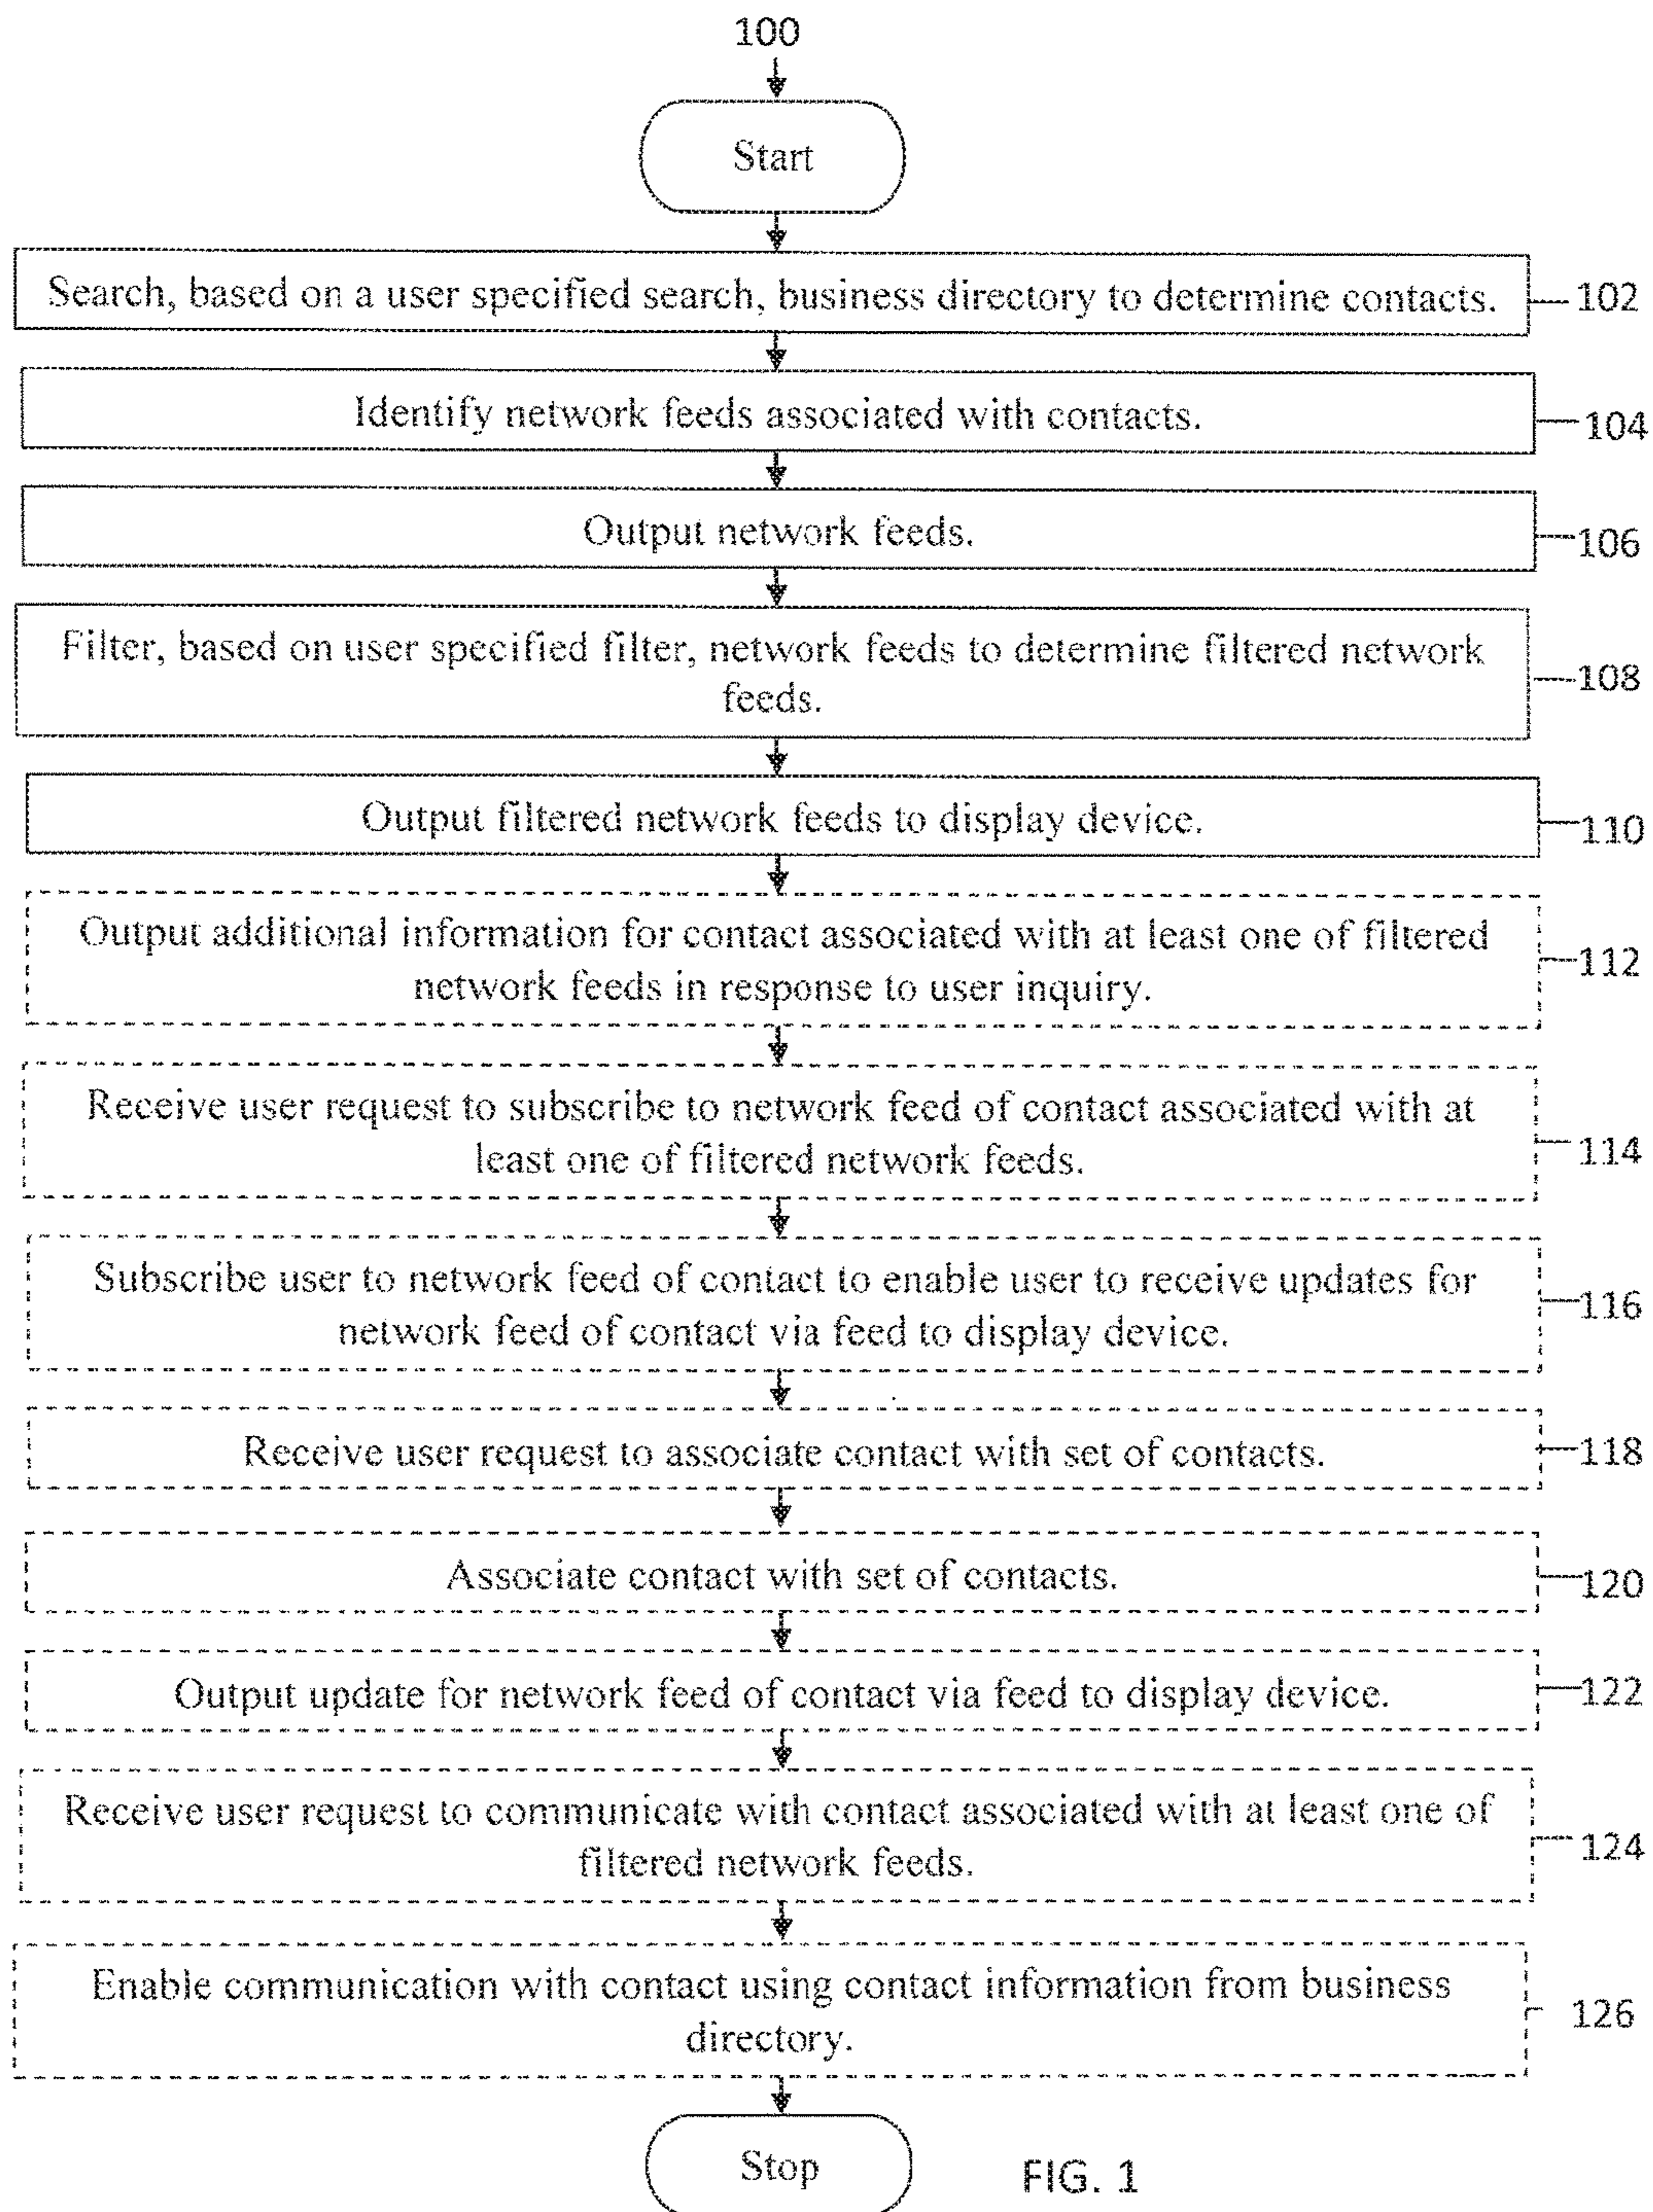 100
Start
Search, based on a user specified search, business directory to determine contacts.
102
Identify network feeds associated with contacts.
104
Output network feeds.
106
Filter, based on user specified filter, network feeds to determine filtered network
feeds.
108
Output filtered network feeds to display device.
110
Output additional information for contact associated with at least one of filtered
network feeds in response to user inquiry.
112
Receive user request to subscribe to network feed of contact associated with at
least one of filtered network feeds.
114
Subscribe user to network feed of contact to enable user to receive updates for
network feed of contact via feed to display device.
116
Receive user request to associate contact with set of contacts.
118
Associate contact with set of contacts.
120
Output update for network feed of contact via feed to display device.
122
Receive user request to communicate with contact associated with at least one of
filtered network feeds.
124
Enable communication with contact using contact information from business
directory.
126
Stop
FIG. 1